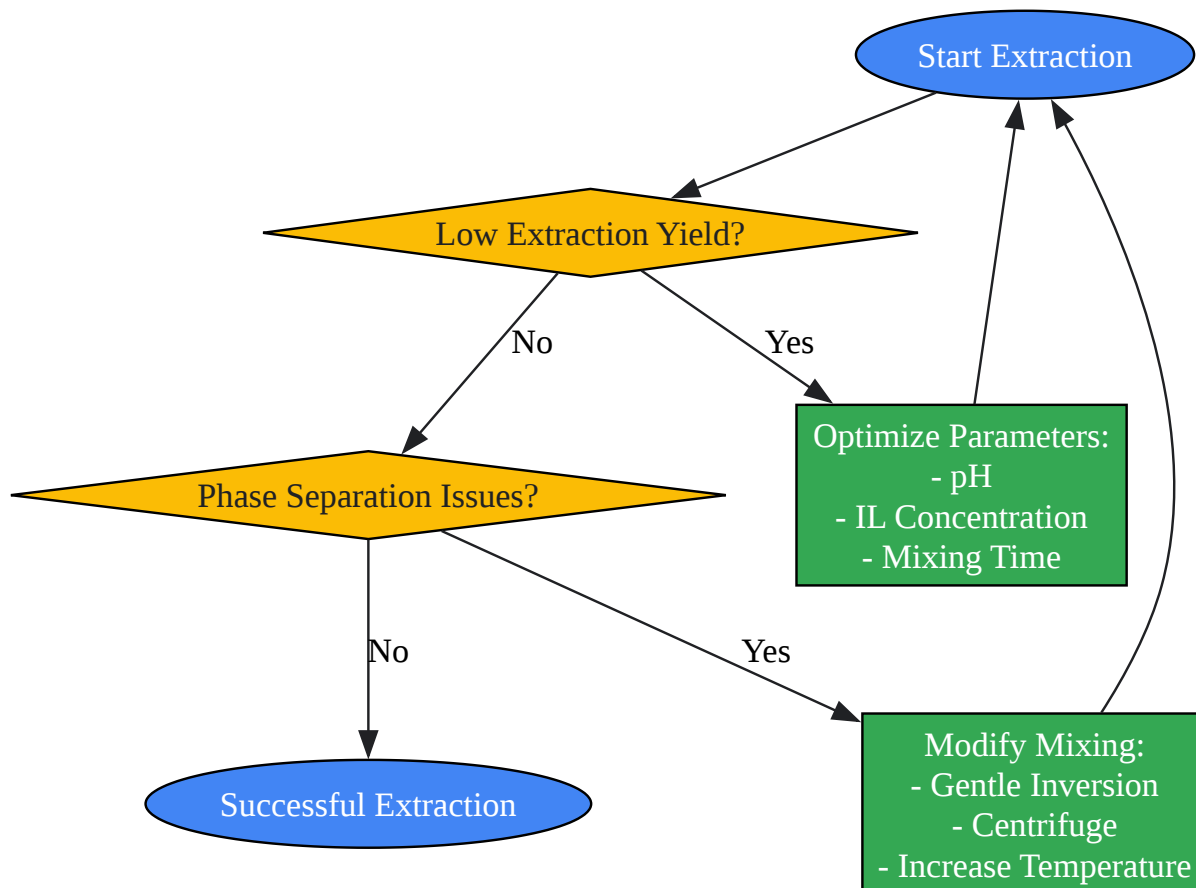 Start Extraction
Low Extraction Yield?
No
Yes
Optimize Parameters:
- pH
- IL Concentration
- Mixing Time
Phase Separation Issues?
No
Yes
Successful Extraction
Modify Mixing:
- Gentle Inversion
- Centrifuge
- Increase Temperature